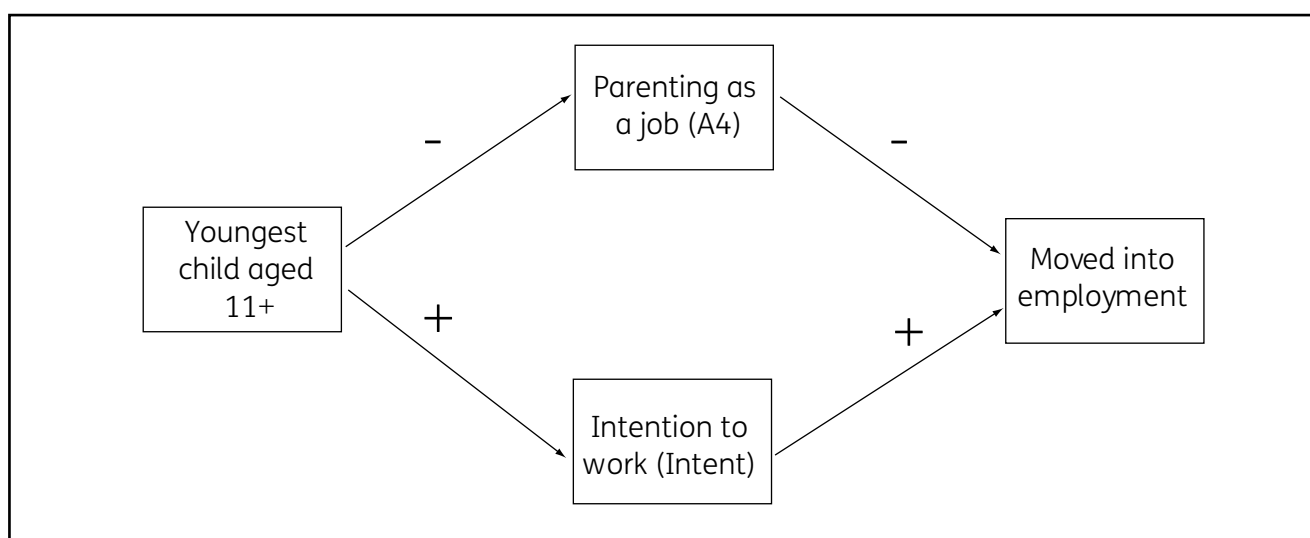 Parenting as
a job (A4)
-
-
Youngest
child aged
11+
Moved into
employment
+
+
Intention to
work (Intent)